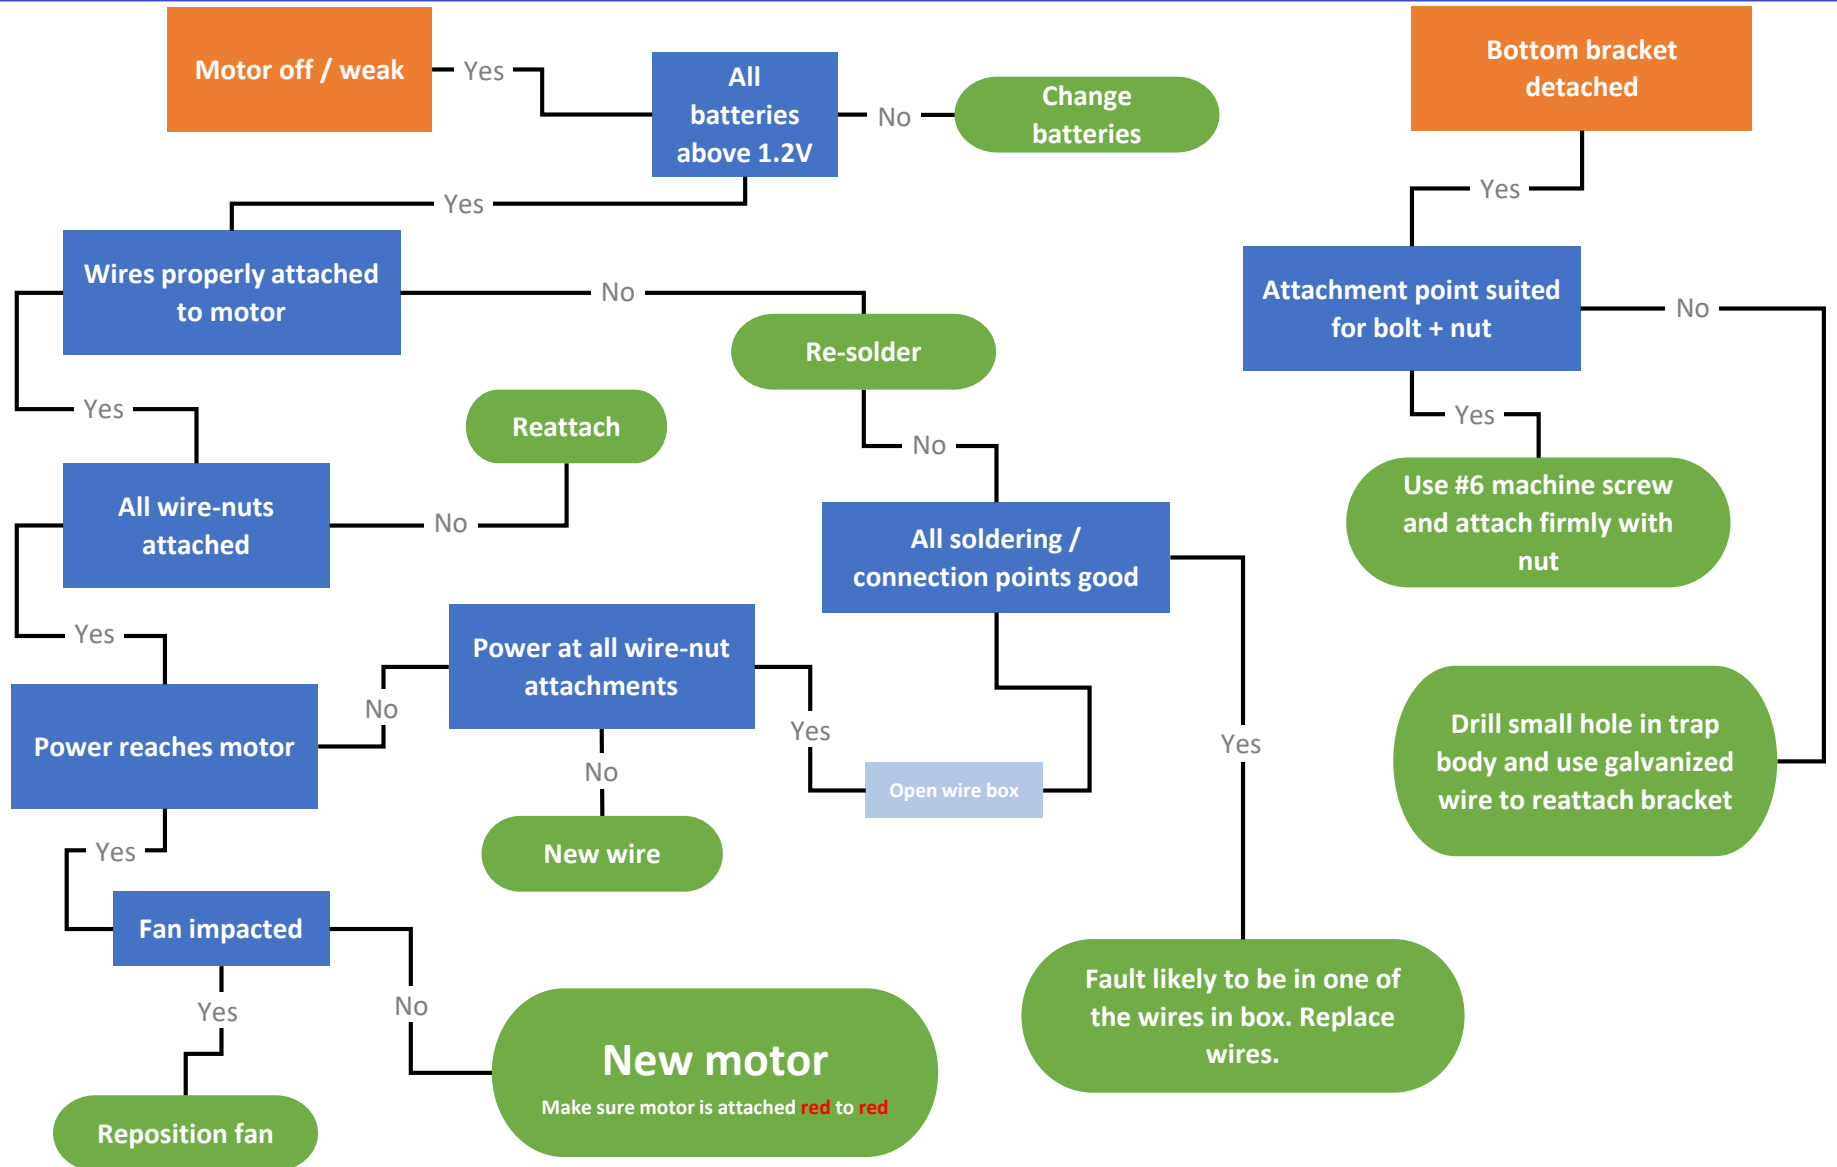 Motor off / weak
Yes
All
batteries
above 1.2V
No
Change
batteries
Bottom bracket
detached
Yes
Yes
Wires properly attached
to motor
No
Re-solder
Attachment point suited
for bolt + nut
No
Yes
Reattach
No
Yes
All wire-nuts
attached
No
All soldering /
connection points good
Use #6 machine screw
and attach firmly with
nut
Yes
Power at all wire-nut
attachments
No
Power reaches motor
Yes
No
Open wire box
Yes
Drill small hole in trap
body and use galvanized
wire to reattach bracket
Yes
New wire
Fan impacted
Yes
No
Fault likely to be in one of
the wires in box. Replace
wires.
New motor
Make sure motor is attached red to red
Reposition fan